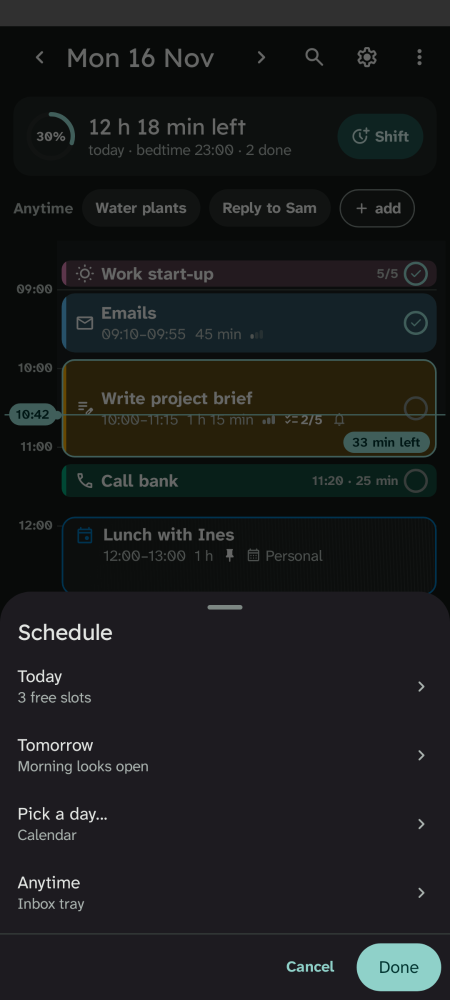 Mon 16 Nov
30%
12 h 18 min left
today · bedtime 23:00 · 2 done
Shift
Anytime
Water plants
Reply to Sam
+ add
Work start-up
5/5
09:00
Emails
09:10–09:55 45 min
10:00
Write project brief
10:42
10:00–11:15 1 h 15 min 2/5
33 min left
11:00
Call bank
11:20 · 25 min
12:00
Lunch with Ines
12:00–13:00 1 h Personal
Schedule
Today
3 free slots
Tomorrow
Morning looks open
Pick a day...
Calendar
Anytime
Inbox tray
Cancel
Done